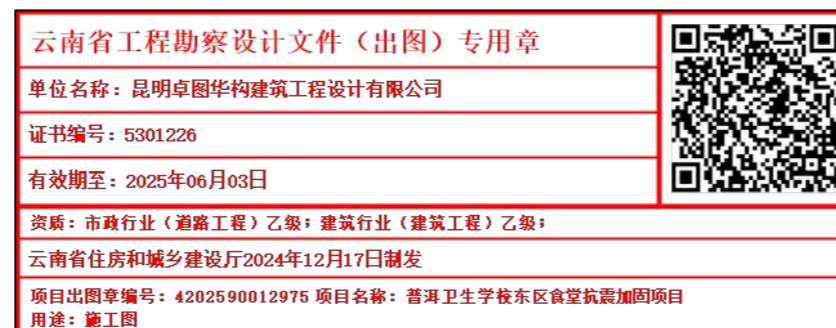 云南省工程勘察设计文件（出图）专用章
单位名称：昆明卓图华构建筑工程设计有限公司
证书编号：5301226
有效期至：2025年06月03日
资质：市政行业（道路工程）乙级；建筑行业（建筑工程）乙级；
云南省住房和城乡建设厅2024年12月17日制发
项目出图章编号：4202590012975 项目名称：普洱卫生学校东区食堂抗震加固项目
用途：施工图